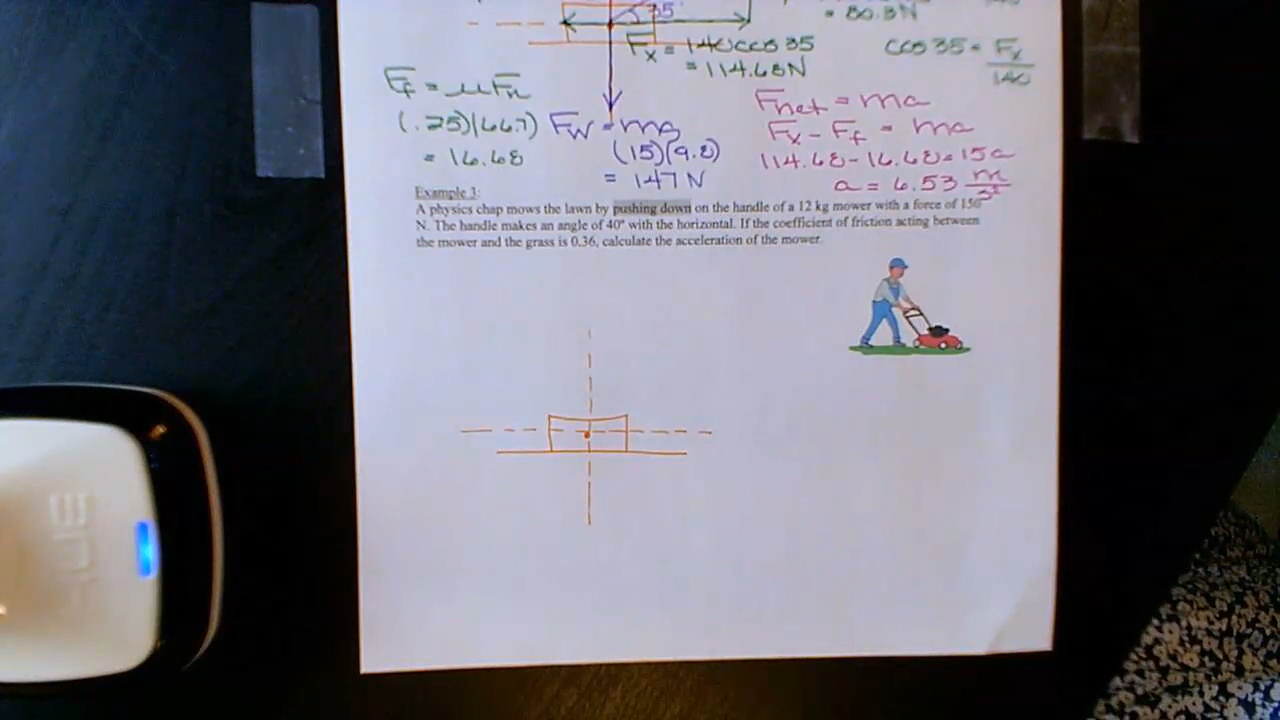 = 80.3N
35°
Fx = 140cos35
= 114.68N
cos35 = Fx
140
Ff = μFn
(.25)(66.7)
= 16.68
Fw = mg
(15)(9.8)
= 147N
Fnet = ma
Fx - Ff = ma
114.68 - 16.68 = 15a
a = 6.53 m/s²
Example 3:
A physics chap mows the lawn by pushing down on the handle of a 12 kg mower with a force of 150
N. The handle makes an angle of 40° with the horizontal. If the coefficient of friction acting between
the mower and the grass is 0.36, calculate the acceleration of the mower.
HUE